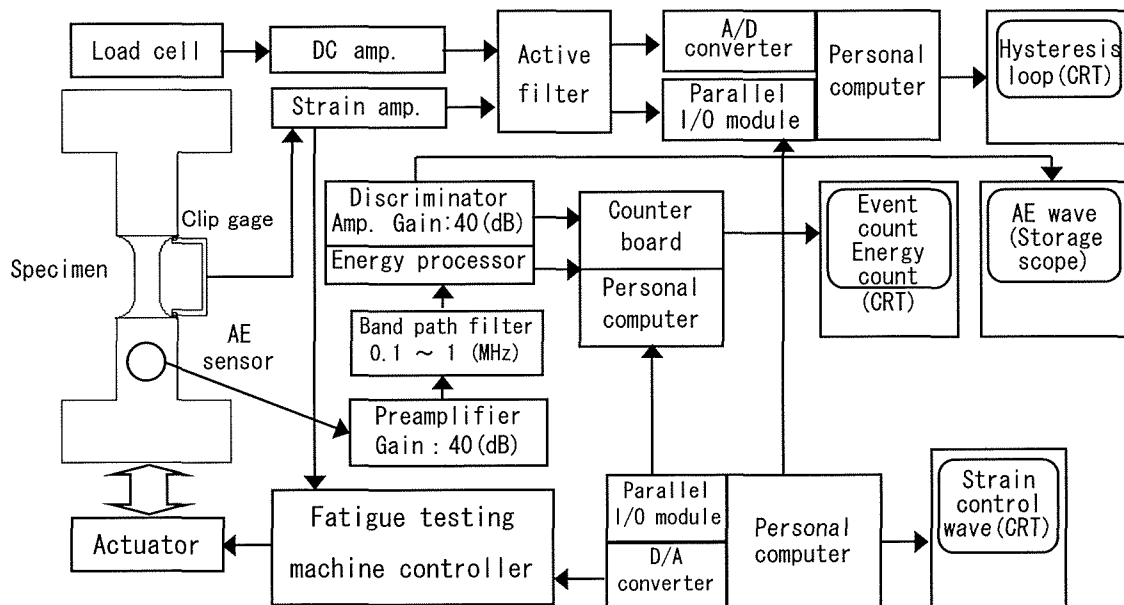 Load cell
DC amp.
Active
filter
A/D
converter
Personal
computer
Hysteresis
loop(CRT)
Strain amp.
Parallel
I/O module
Discriminator
Amp. Gain:40(dB)
Energy processor
Counter
board
Personal
computer
Event
count
Energy
count
(CRT)
AE wave
(Storage
scope)
Clip gage
Specimen
AE
sensor
Band path filter
0.1 ~ 1 (MHz)
Preamplifier
Gain : 40(dB)
Actuator
Fatigue testing
machine controller
Parallel
I/O module
D/A
converter
Personal
computer
Strain
control
wave(CRT)